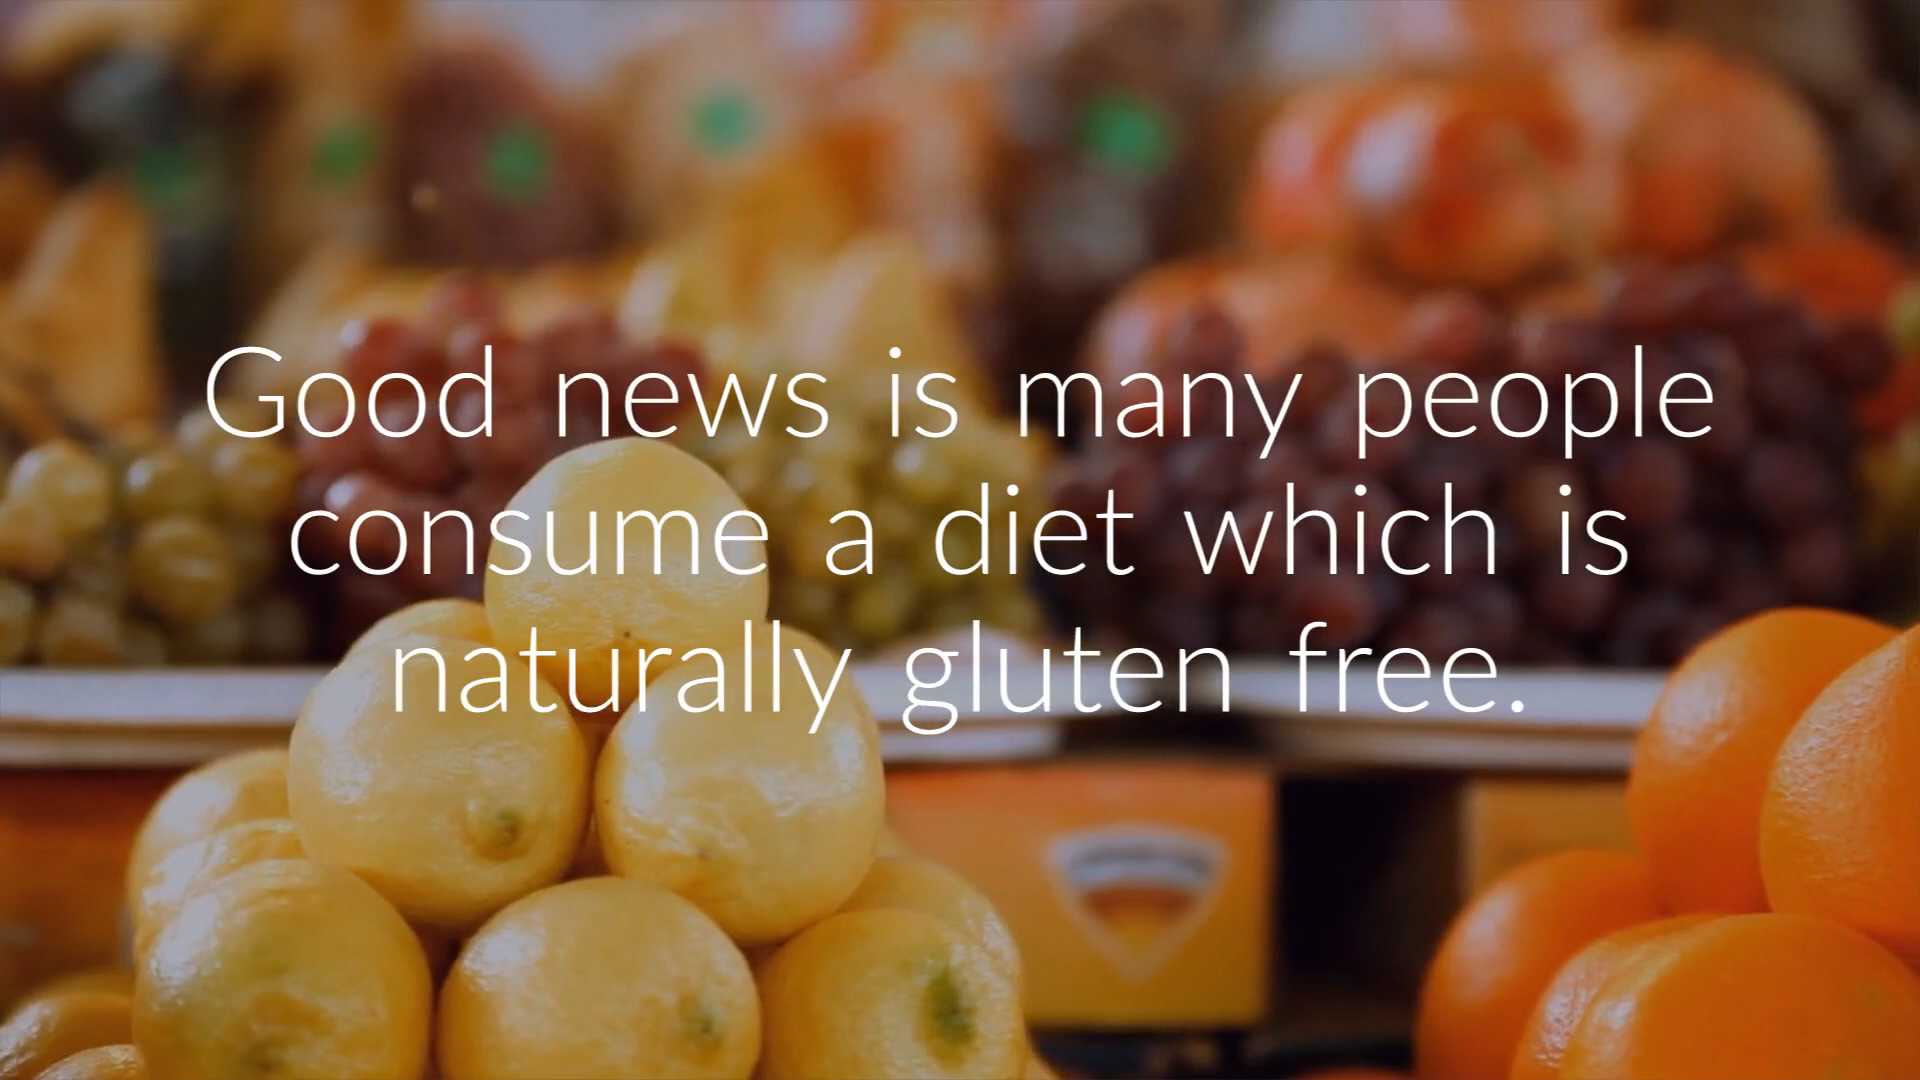 Good news is many people
consume a diet which is
naturally gluten free.